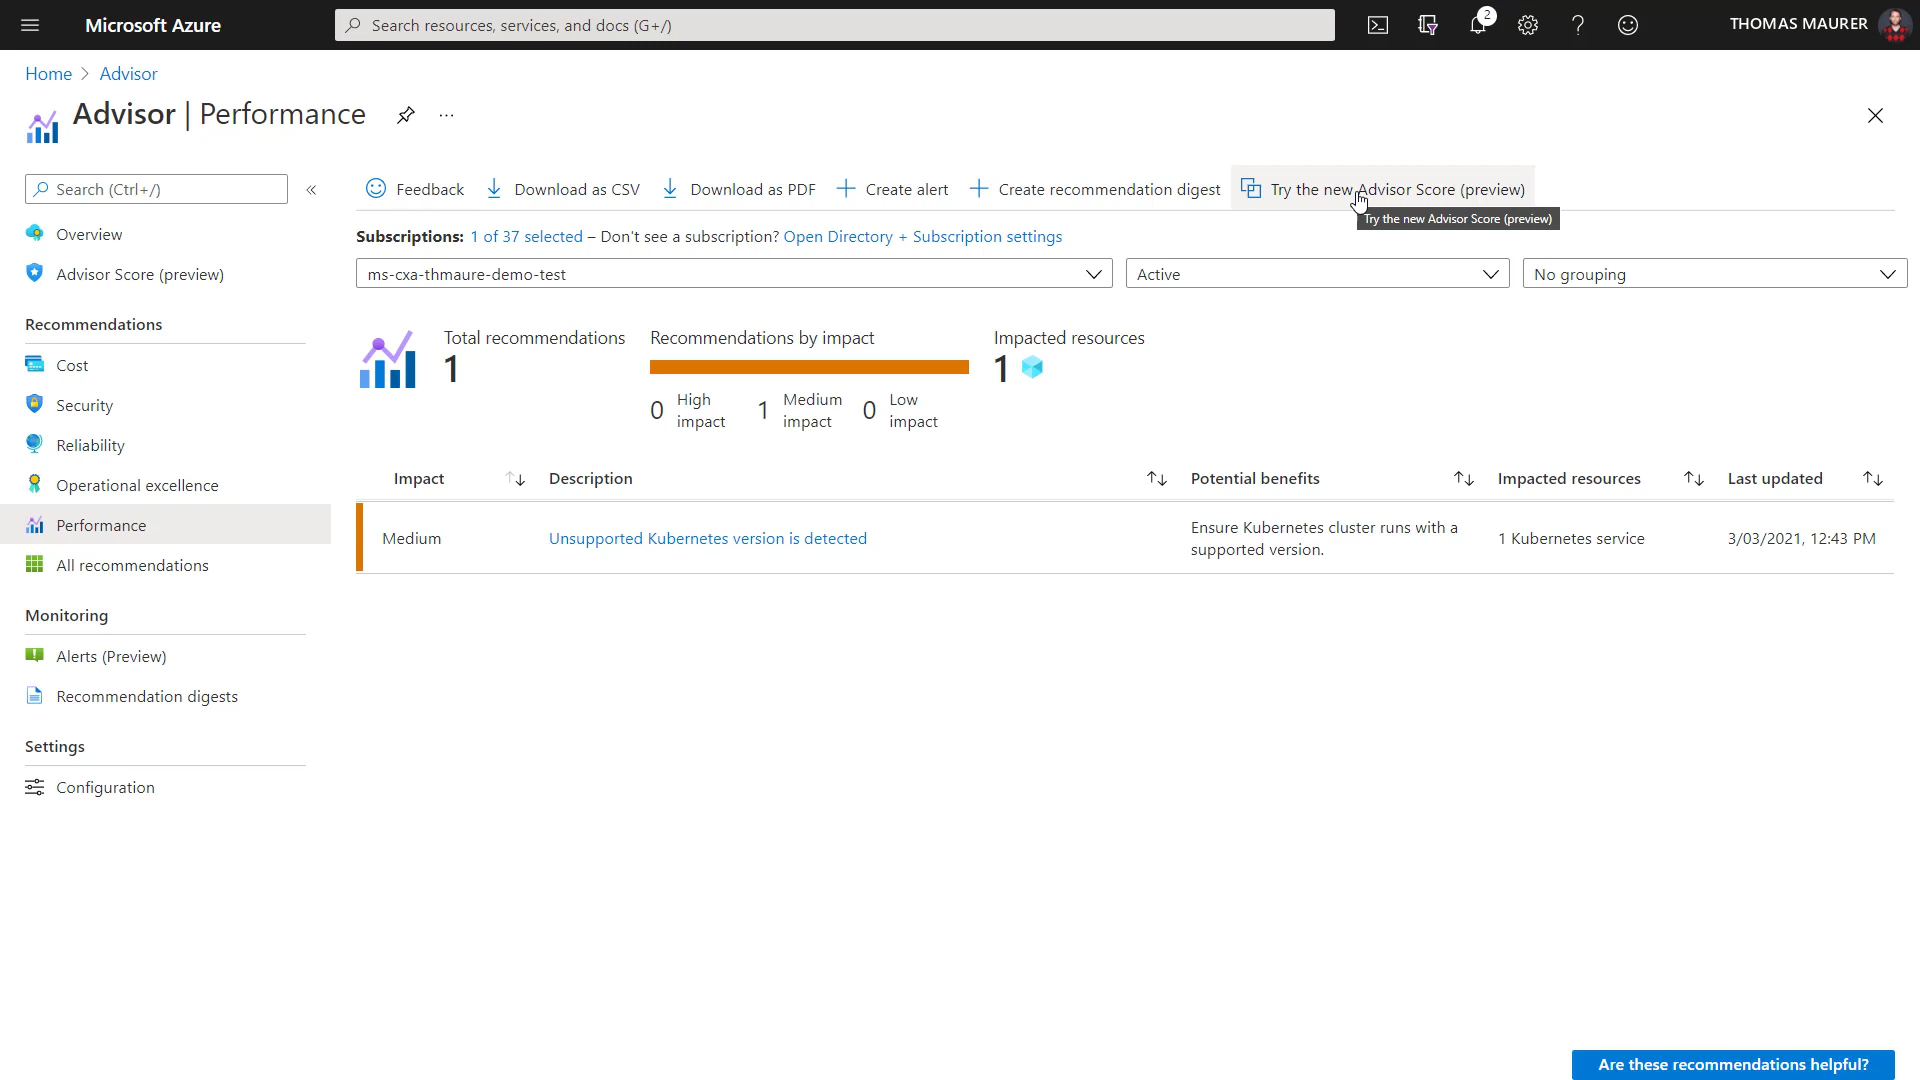 Microsoft Azure
Search resources, services, and docs (G+/)
2
THOMAS MAURER
Home > Advisor
Advisor | Performance
...
Search (Ctrl+/)
«
Feedback
Download as CSV
Download as PDF
Create alert
Create recommendation digest
Try the new Advisor Score (preview)
Try the new Advisor Score (preview)
Overview
Advisor Score (preview)
Recommendations
Cost
Security
Reliability
Operational excellence
Performance
All recommendations
Monitoring
Alerts (Preview)
Recommendation digests
Settings
Configuration
Subscriptions: 1 of 37 selected – Don't see a subscription? Open Directory + Subscription settings
ms-cxa-thmaure-demo-test
Active
No grouping
Total recommendations
1
Recommendations by impact
0 High impact
1 Medium impact
0 Low impact
Impacted resources
1
Impact
Description
Potential benefits
Impacted resources
Last updated
Medium
Unsupported Kubernetes version is detected
Ensure Kubernetes cluster runs with a
supported version.
1 Kubernetes service
3/03/2021, 12:43 PM
Are these recommendations helpful?